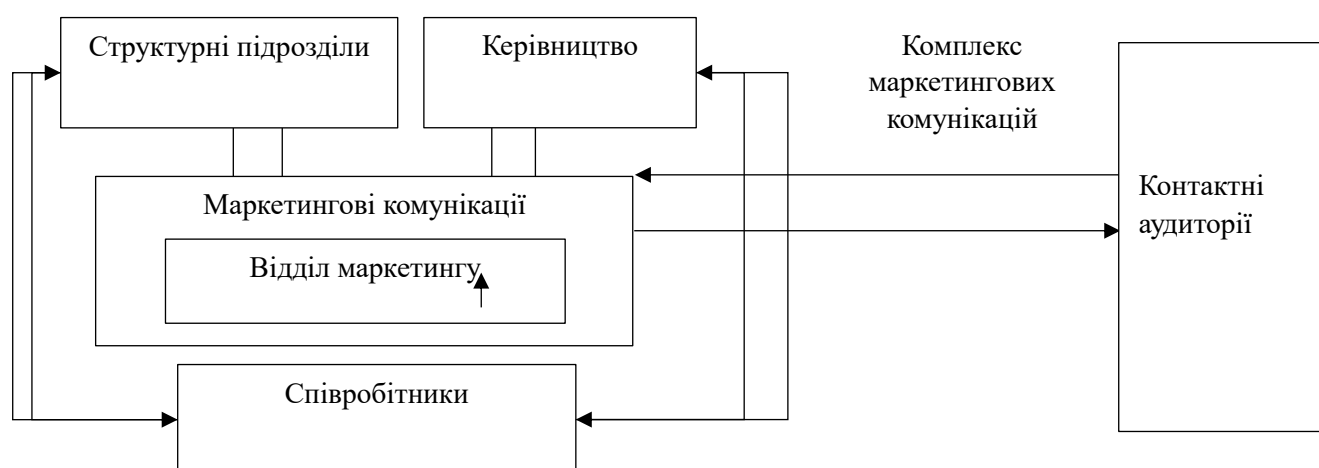 Структурні підрозділи
Керівництво
Комплекс
маркетингових
комунікацій
Контактні
аудиторії
Маркетингові комунікації
Відділ маркетингу
Співробітники